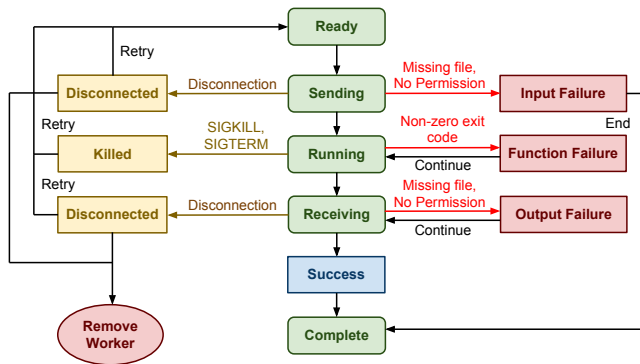 Ready
Retry
Missing file,
No Permission
Disconnection
Disconnected
Sending
Input Failure
SIGKILL,
SIGTERM
Non-zero exit
code
End
Retry
Killed
Running
Continue
Function Failure
Retry
Missing file,
No Permission
Disconnection
Disconnected
Receiving
Output Failure
Continue
Success
Remove
Worker
Complete